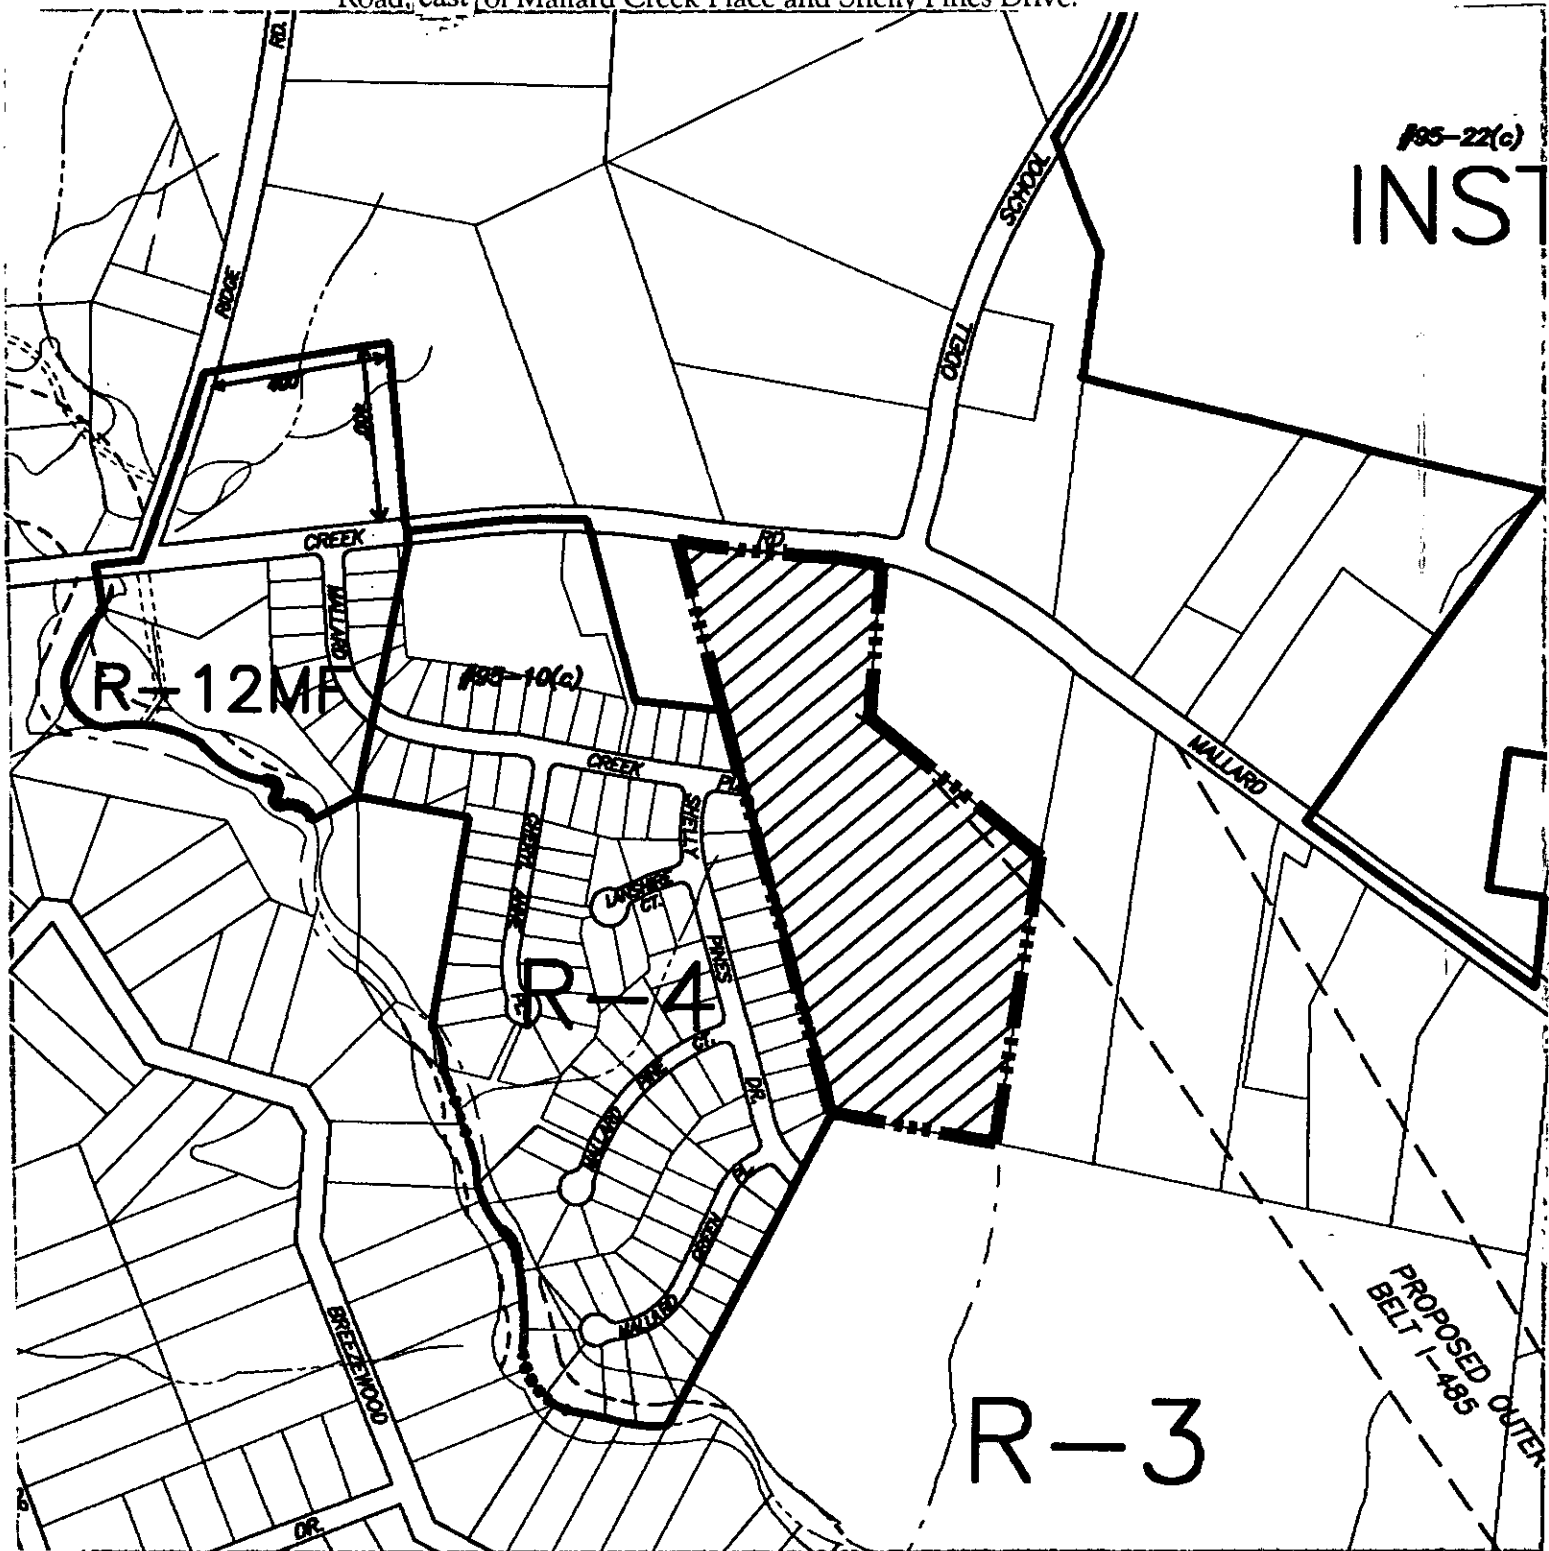 Road, east of Mallard Creek Place and Shelly Pines Drive.
RD.
#95-22(c)
INST
SCHOOL
RIDGE
ODELL
400'
CREEK
RD.
MALLARD
R-12MF
#95-10(c)
CREEK
PL.
MALLARD
SHELLY
CHERYL
LANSHIRE
CT.
PINES
R-4
CT.
PINE
DR.
MALLARD
PL.
CREEK
MALLARD
PROPOSED OUTER
BELT I-485
BREEZEWOOD
R-3
DR.